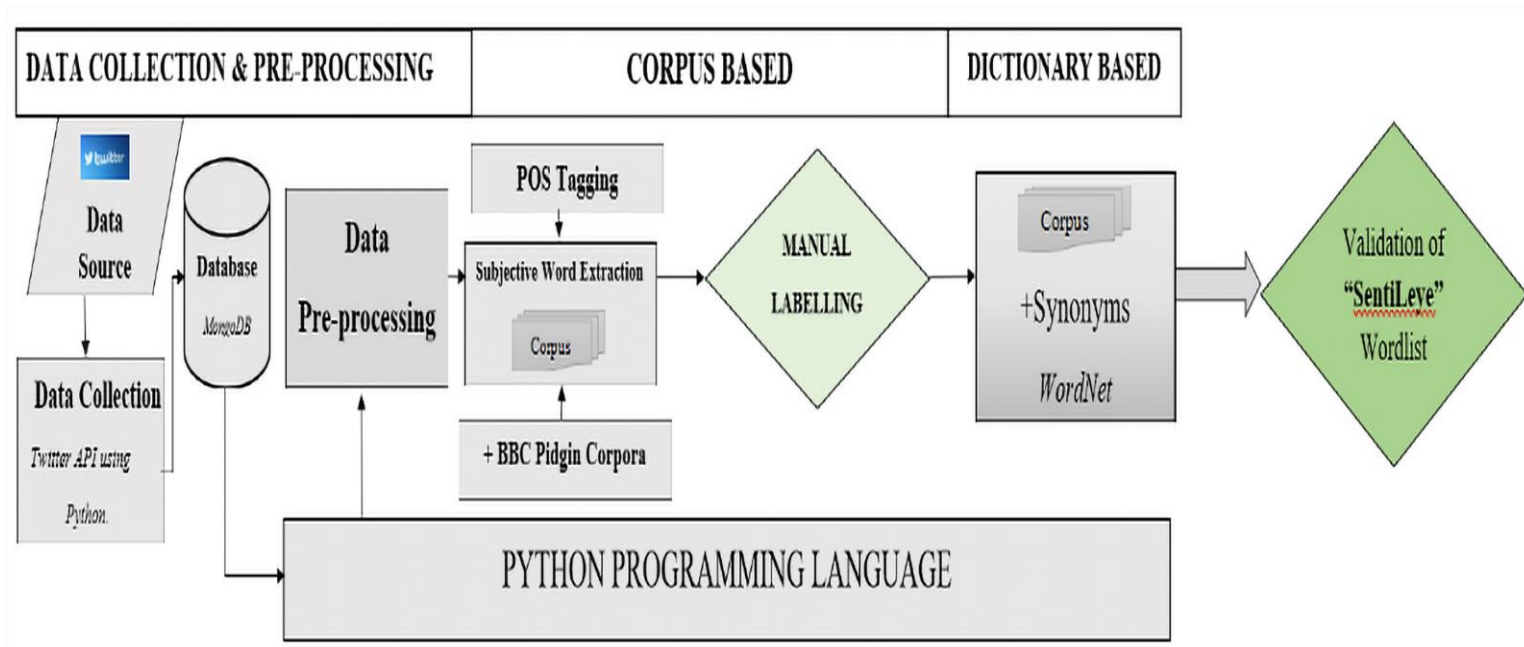 DATA COLLECTION & PRE-PROCESSING
CORPUS BASED
DICTIONARY BASED
twitter
Data
Source
Data Collection
Twitter API using
Python.
Database
MongoDB
Data
Pre-processing
POS Tagging
Subjective Word Extraction
Corpus
+ BBC Pidgin Corpora
MANUAL
LABELLING
Corpus
+Synonyms
WordNet
Validation of
“SentiLeye”
Wordlist
PYTHON PROGRAMMING LANGUAGE